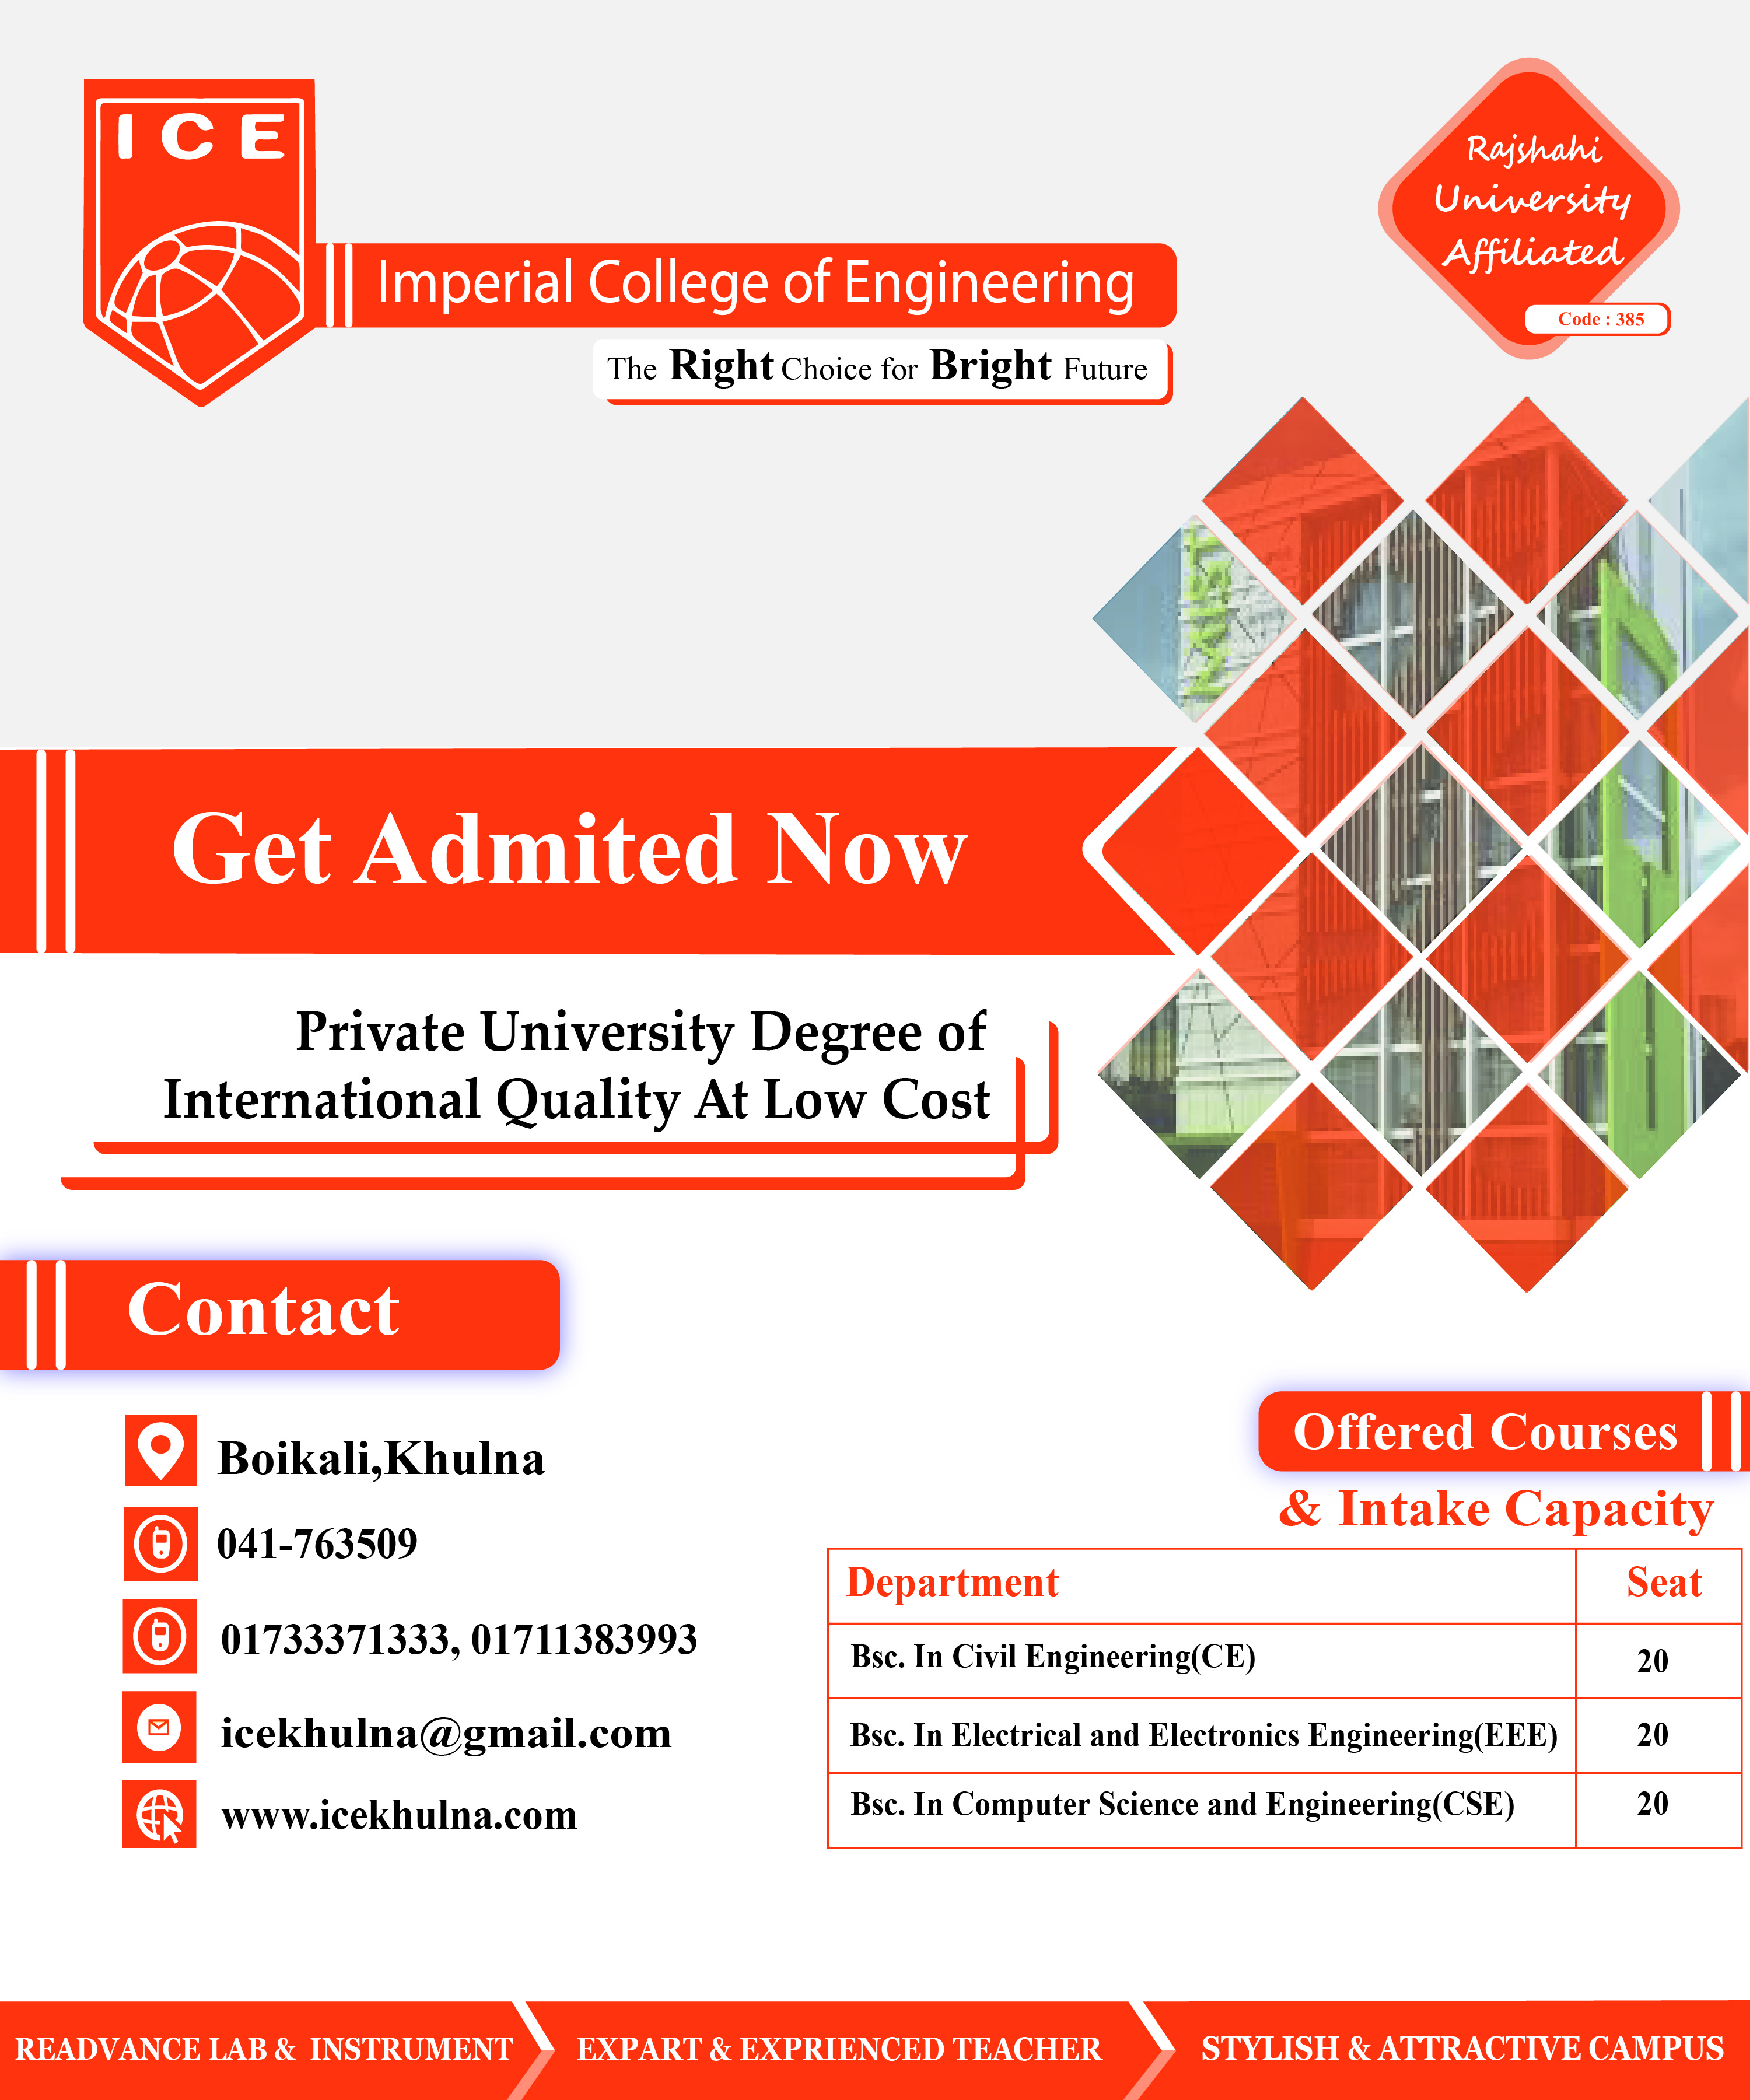 ICE
Rajshahi
University
Affiliated
Code : 385
Imperial College of Engineering
The Right Choice for Bright Future
Get Admited Now
Private University Degree of
International Quality At Low Cost
Contact
Boikali,Khulna
041-763509
01733371333, 01711383993
icekhulna@gmail.com
www.icekhulna.com
Offered Courses
& Intake Capacity
Department Seat
Bsc. In Civil Engineering(CE) 20
Bsc. In Electrical and Electronics Engineering(EEE) 20
Bsc. In Computer Science and Engineering(CSE) 20
READVANCE LAB & INSTRUMENT
EXPART & EXPRIENCED TEACHER
STYLISH & ATTRACTIVE CAMPUS